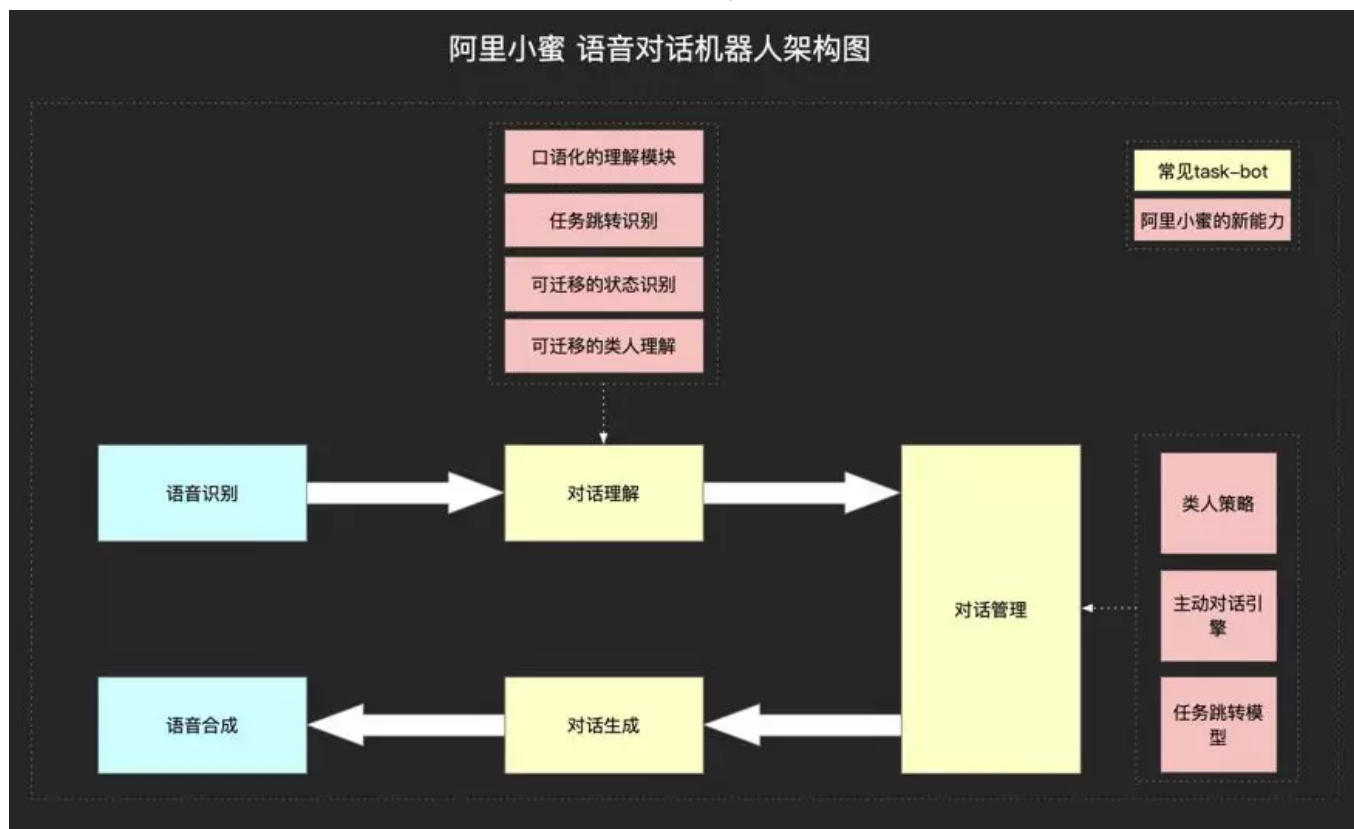 阿里小蜜 语音对话机器人架构图
口语化的理解模块
任务跳转识别
可迁移的状态识别
可迁移的类人理解
常见task-bot
阿里小蜜的新能力
语音识别
对话理解
对话管理
类人策略
主动对话引
擎
任务跳转模
型
语音合成
对话生成